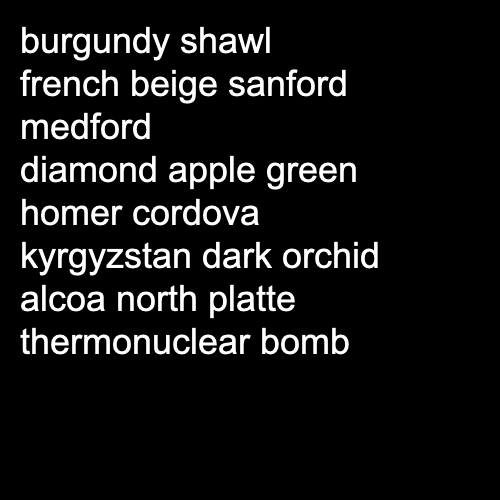 burgundy shawl
french beige sanford
medford
diamond apple green
homer cordova
kyrgyzstan dark orchid
alcoa north platte
thermonuclear bomb